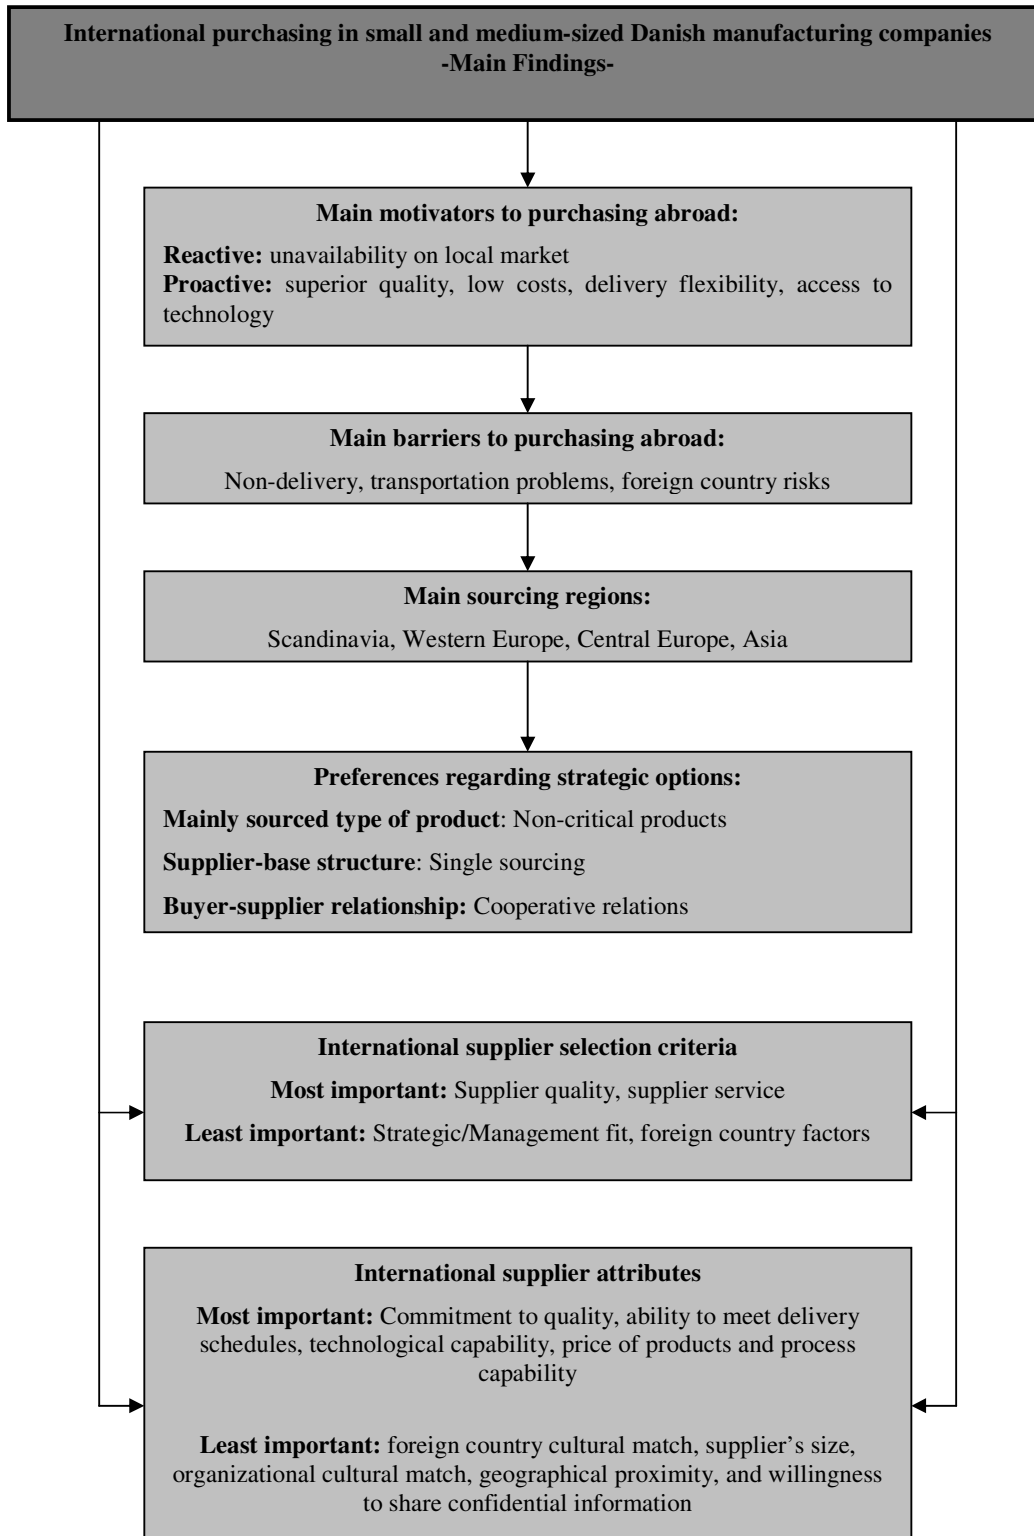 International purchasing in small and medium-sized Danish manufacturing companies
-Main Findings-
Main motivators to purchasing abroad:
Reactive: unavailability on local market
Proactive: superior quality, low costs, delivery flexibility, access to
technology
Main barriers to purchasing abroad:
Non-delivery, transportation problems, foreign country risks
Main sourcing regions:
Scandinavia, Western Europe, Central Europe, Asia
Preferences regarding strategic options:
Mainly sourced type of product: Non-critical products
Supplier-base structure: Single sourcing
Buyer-supplier relationship: Cooperative relations
International supplier selection criteria
Most important: Supplier quality, supplier service
Least important: Strategic/Management fit, foreign country factors
International supplier attributes
Most important: Commitment to quality, ability to meet delivery
schedules, technological capability, price of products and process
capability
Least important: foreign country cultural match, supplier’s size,
organizational cultural match, geographical proximity, and willingness
to share confidential information